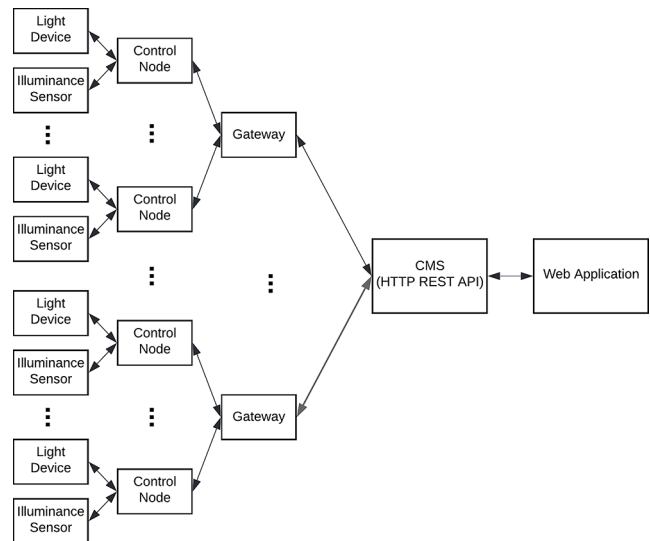 Light
Device
Illuminance
Sensor
Control
Node
Light
Device
Illuminance
Sensor
Control
Node
Gateway
Light
Device
Illuminance
Sensor
Control
Node
Light
Device
Illuminance
Sensor
Control
Node
Gateway
CMS
(HTTP REST API)
Web Application